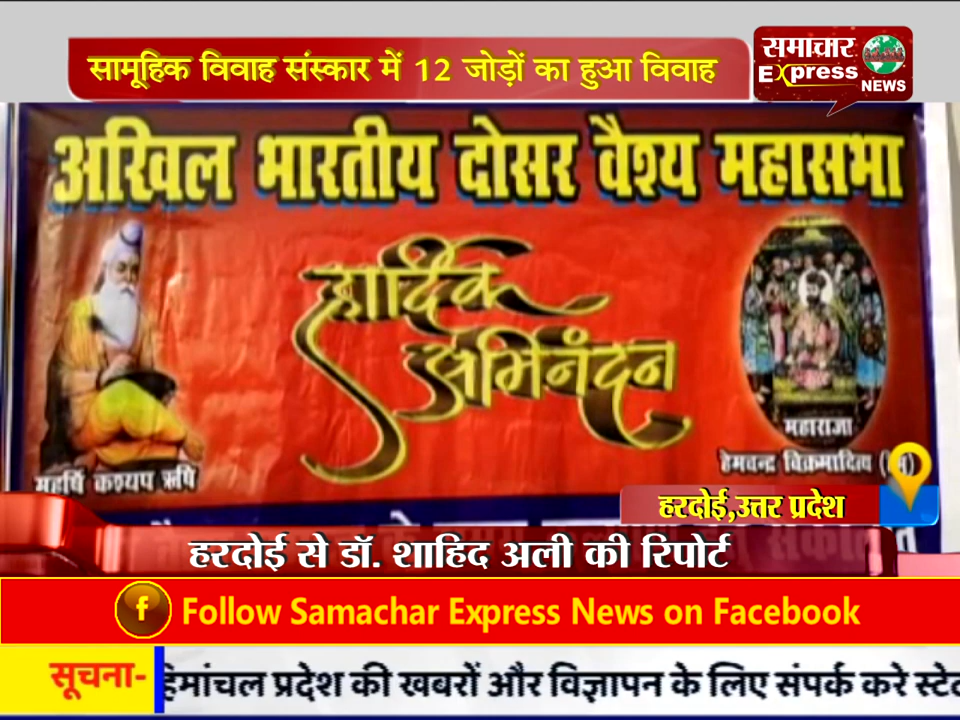 सामूहिक विवाह संस्कार में 12 जोड़ों का हुआ विवाह
समाचार
Express
NEWS
अखिल भारतीय दोसर वैश्य महासभा
हार्दिक
अभिनंदन
महर्षि कश्यप ऋषि
महाराजा
हेमचन्द्र विक्रमादित्य
हरदोई,उत्तर प्रदेश
हरदोई से डॉ. शाहिद अली की रिपोर्ट
f Follow Samachar Express News on Facebook
सूचना- हिमांचल प्रदेश की खबरों और विज्ञापन के लिए संपर्क करे स्टे